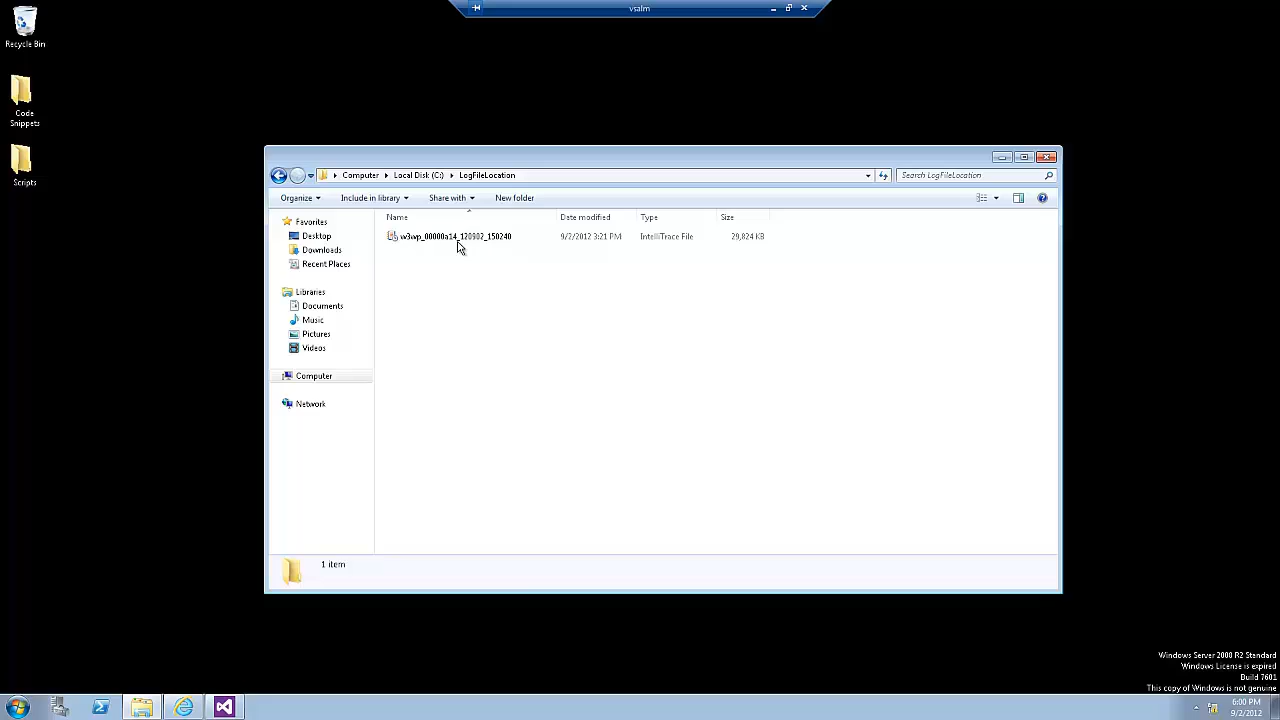 vsalm
Recycle Bin
Code
Snippets
Scripts
Computer Local Disk (C:) LogFileLocation
Search LogFileLocation
Organize Include in library Share with New folder
Name Date modified Type Size
w3wp_00000a14_120902_150240 9/2/2012 3:21 PM IntelliTrace File 29,824 KB
Favorites
Desktop
Downloads
Recent Places
Libraries
Documents
Music
Pictures
Videos
Computer
Network
1 item
Windows Server 2008 R2 Standard
Windows License is expired
Build 7601
This copy of Windows is not genuine
6:00 PM
9/2/2012